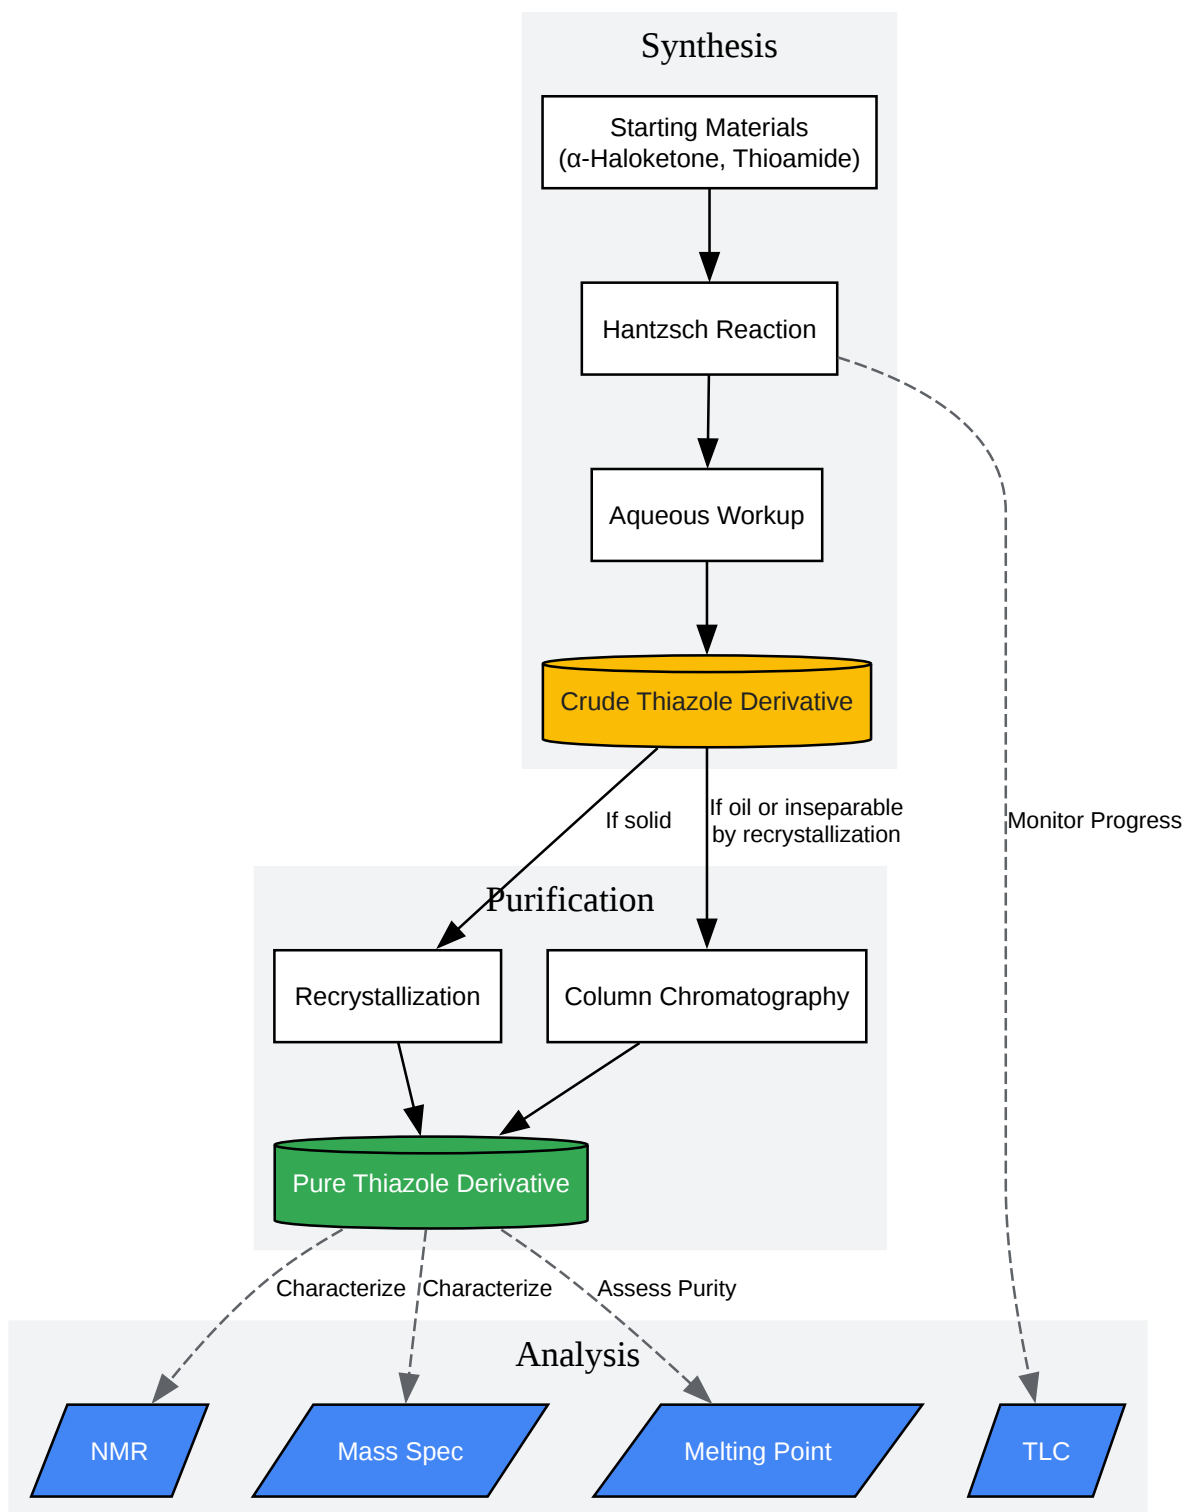 Synthesis
Starting Materials
(α-Haloketone, Thioamide)
Hantzsch Reaction
Aqueous Workup
Crude Thiazole Derivative
If solid
If oil or inseparable
by recrystallization
Monitor Progress
Purification
Recrystallization
Column Chromatography
Pure Thiazole Derivative
Characterize
Characterize
Assess Purity
Analysis
NMR
Mass Spec
Melting Point
TLC